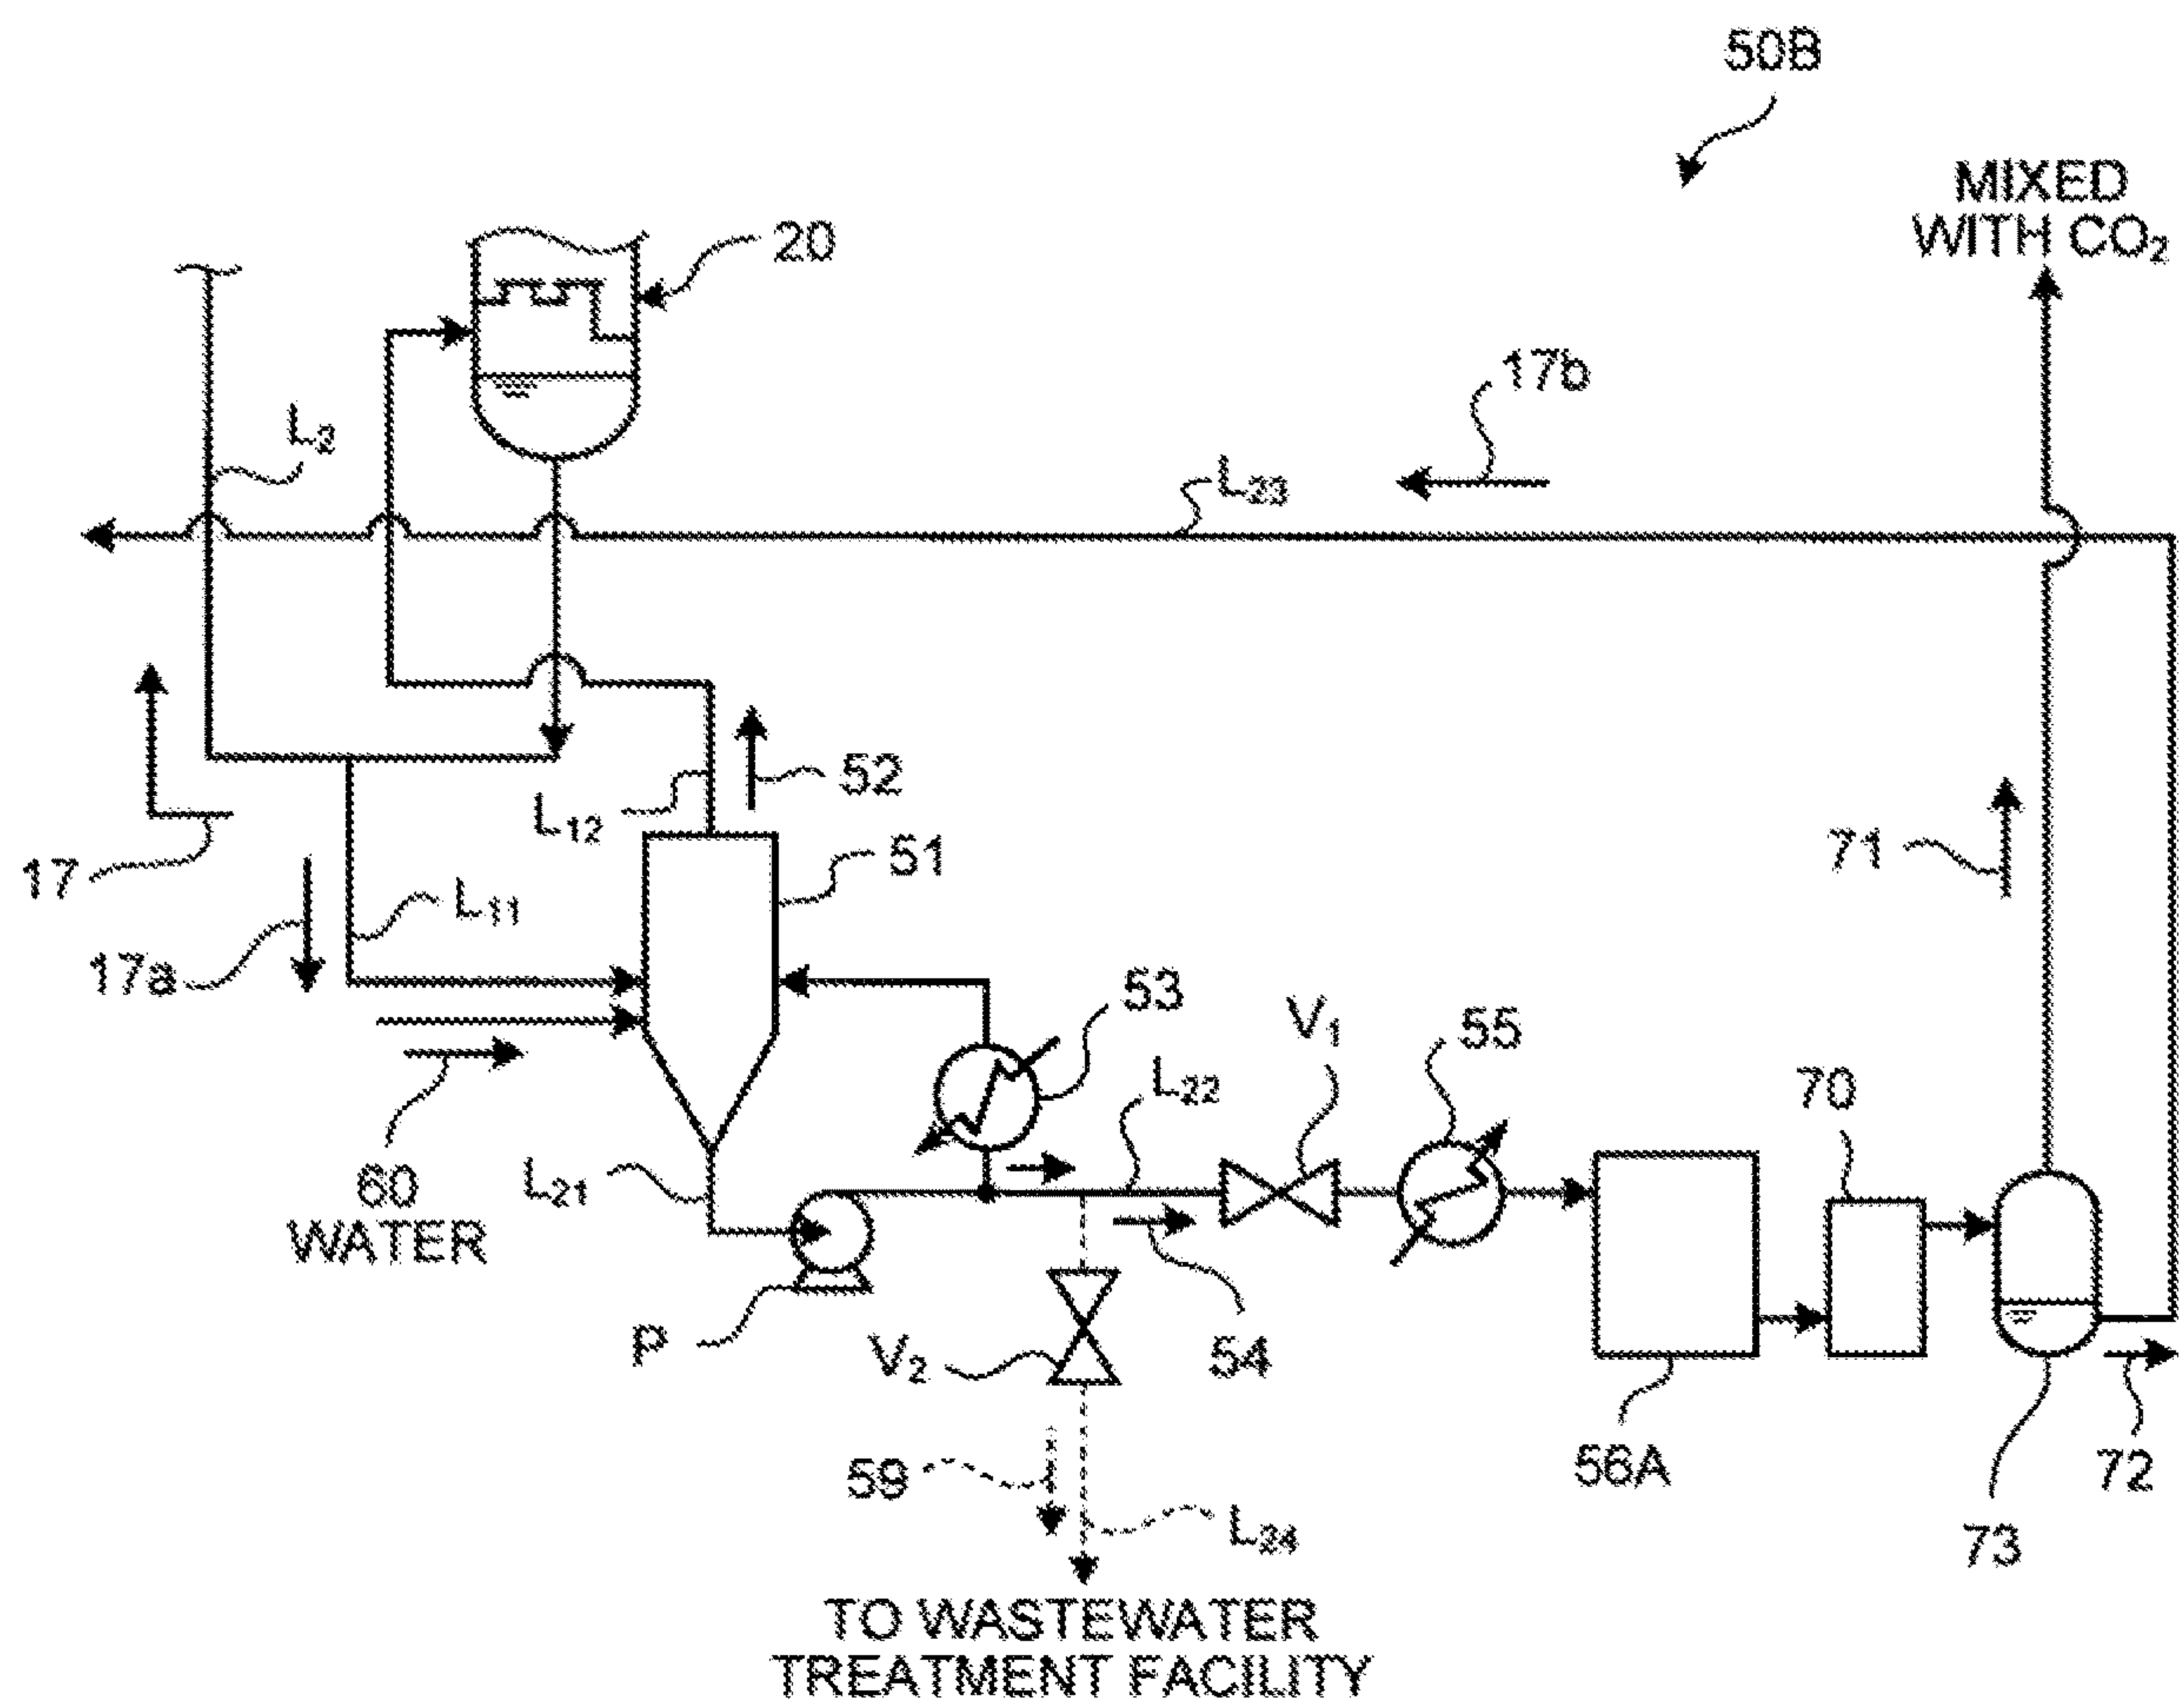 50B
MIXED
WITH CO₂
20
17b
L₂
L₂₃
52
L₁₂
51
71
17
L₁₁
17a
53
V₁
55
L₂₂
70
60
WATER
L₂₁
P
V₂
54
56A
72
59
L₂₄
73
TO WASTEWATER
TREATMENT FACILITY